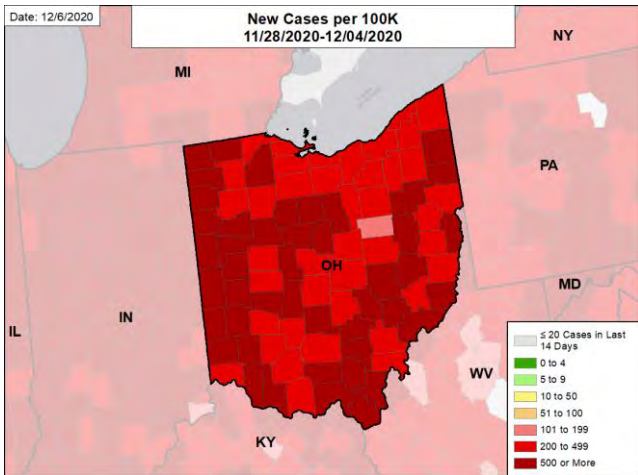 Date: 12/6/2020
New Cases per 100K
11/28/2020-12/04/2020
NY
MI
PA
OH
MD
IN
IL
WV
KY
≤ 20 Cases in Last
14 Days
0 to 4
5 to 9
10 to 50
51 to 100
101 to 199
200 to 499
500 or More